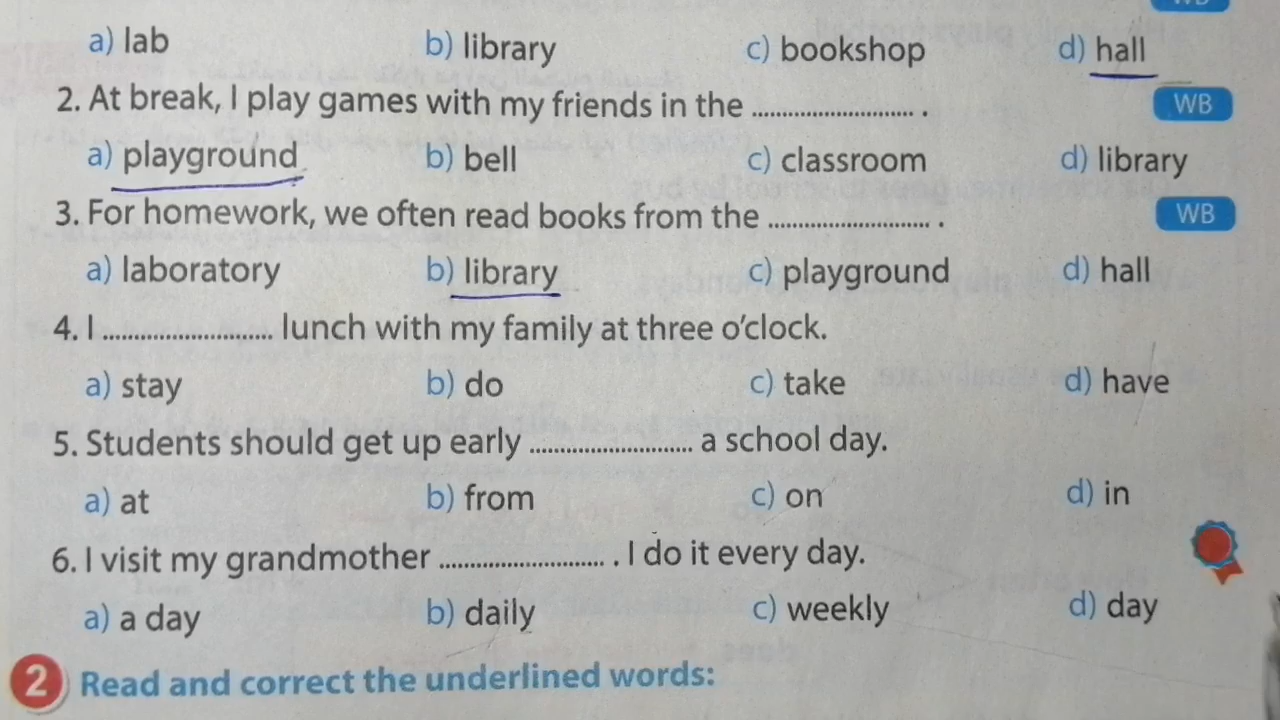 WB
a) lab b) library c) bookshop d) hall
2. At break, I play games with my friends in the ............................ . WB
a) playground b) bell c) classroom d) library
3. For homework, we often read books from the ............................ . WB
a) laboratory b) library c) playground d) hall
4. I ............................ lunch with my family at three o'clock.
a) stay b) do c) take d) have
5. Students should get up early ............................ a school day.
a) at b) from c) on d) in
6. I visit my grandmother ............................ . I do it every day.
a) a day b) daily c) weekly d) day
2 Read and correct the underlined words: